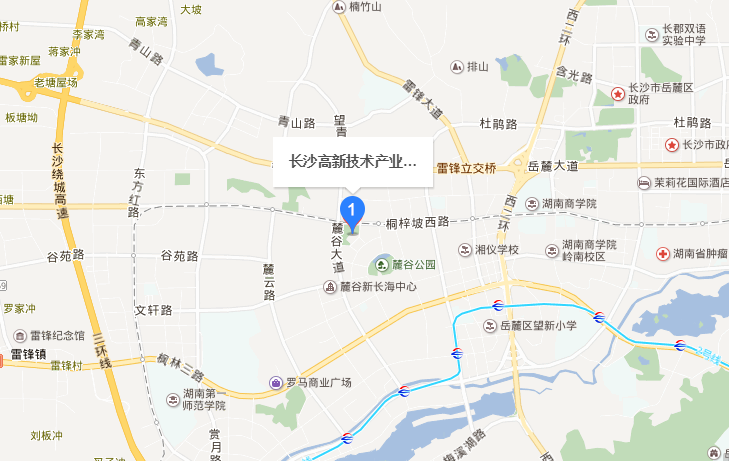 大坡
楠竹山
桥村
李家湾
高家湾
西二环
长郡双语
实验中学
蒋家冲
雷家新屋
青山路
排山
含光路
老塘屋场
雷锋大道
长沙市岳麓区
政府
板塘坳
青山路
望青
杜鹃路
杜鹃路
长沙市政府
长沙绕城高速
长沙高新技术产业...
雷锋立交桥
岳麓大道
东方红路
茉莉花国际酒店
塘
西二环
湖南商学院
1
桐梓坡西路
麓谷大道
谷苑路
谷苑路
湘仪学校
湖南商学院
岭南校区
湖南省肿瘤
麓云路
麓谷公园
麓谷新长海中心
罗家冲
文轩路
雷锋纪念馆
三环线
岳麓区望新小学
雷锋镇
雷锋村
枫林三路
2号线
罗马商业广场
湖南第一
师范学院
刘板冲
赏月路
梅溪湖路